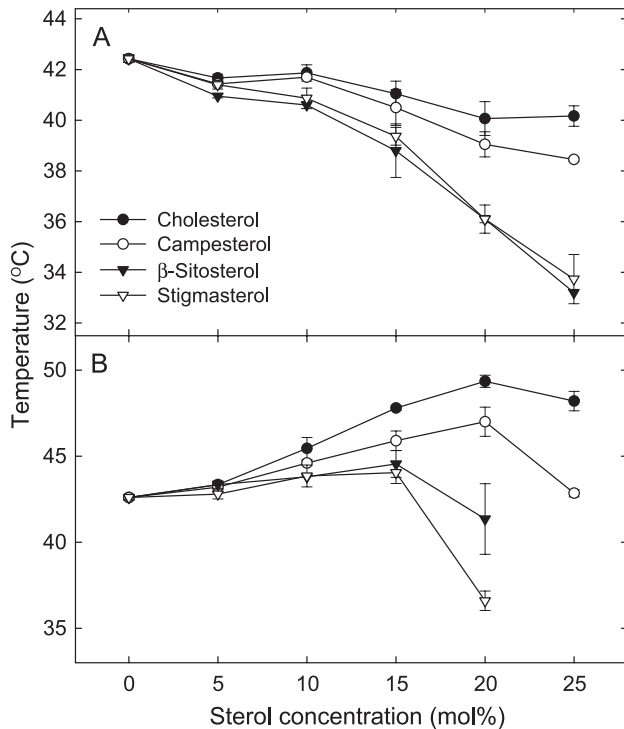 A
44
42
40
38
36
34
32
Cholesterol
Campesterol
β-Sitosterol
Stigmasterol
Temperature (°C)
B
50
45
40
35
0 5 10 15 20 25
Sterol concentration (mol%)